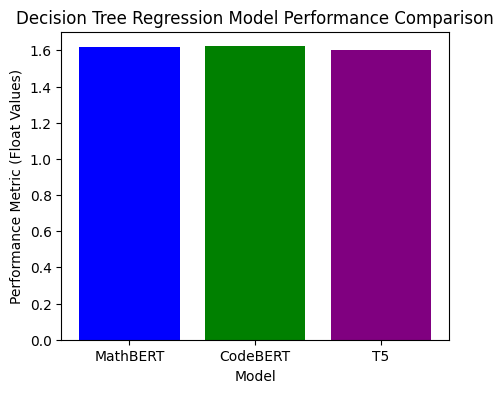 Decision Tree Regression Model Performance Comparison
Performance Metric (Float Values)
1.6
1.4
1.2
1.0
0.8
0.6
0.4
0.2
0.0
MathBERT CodeBERT T5
Model